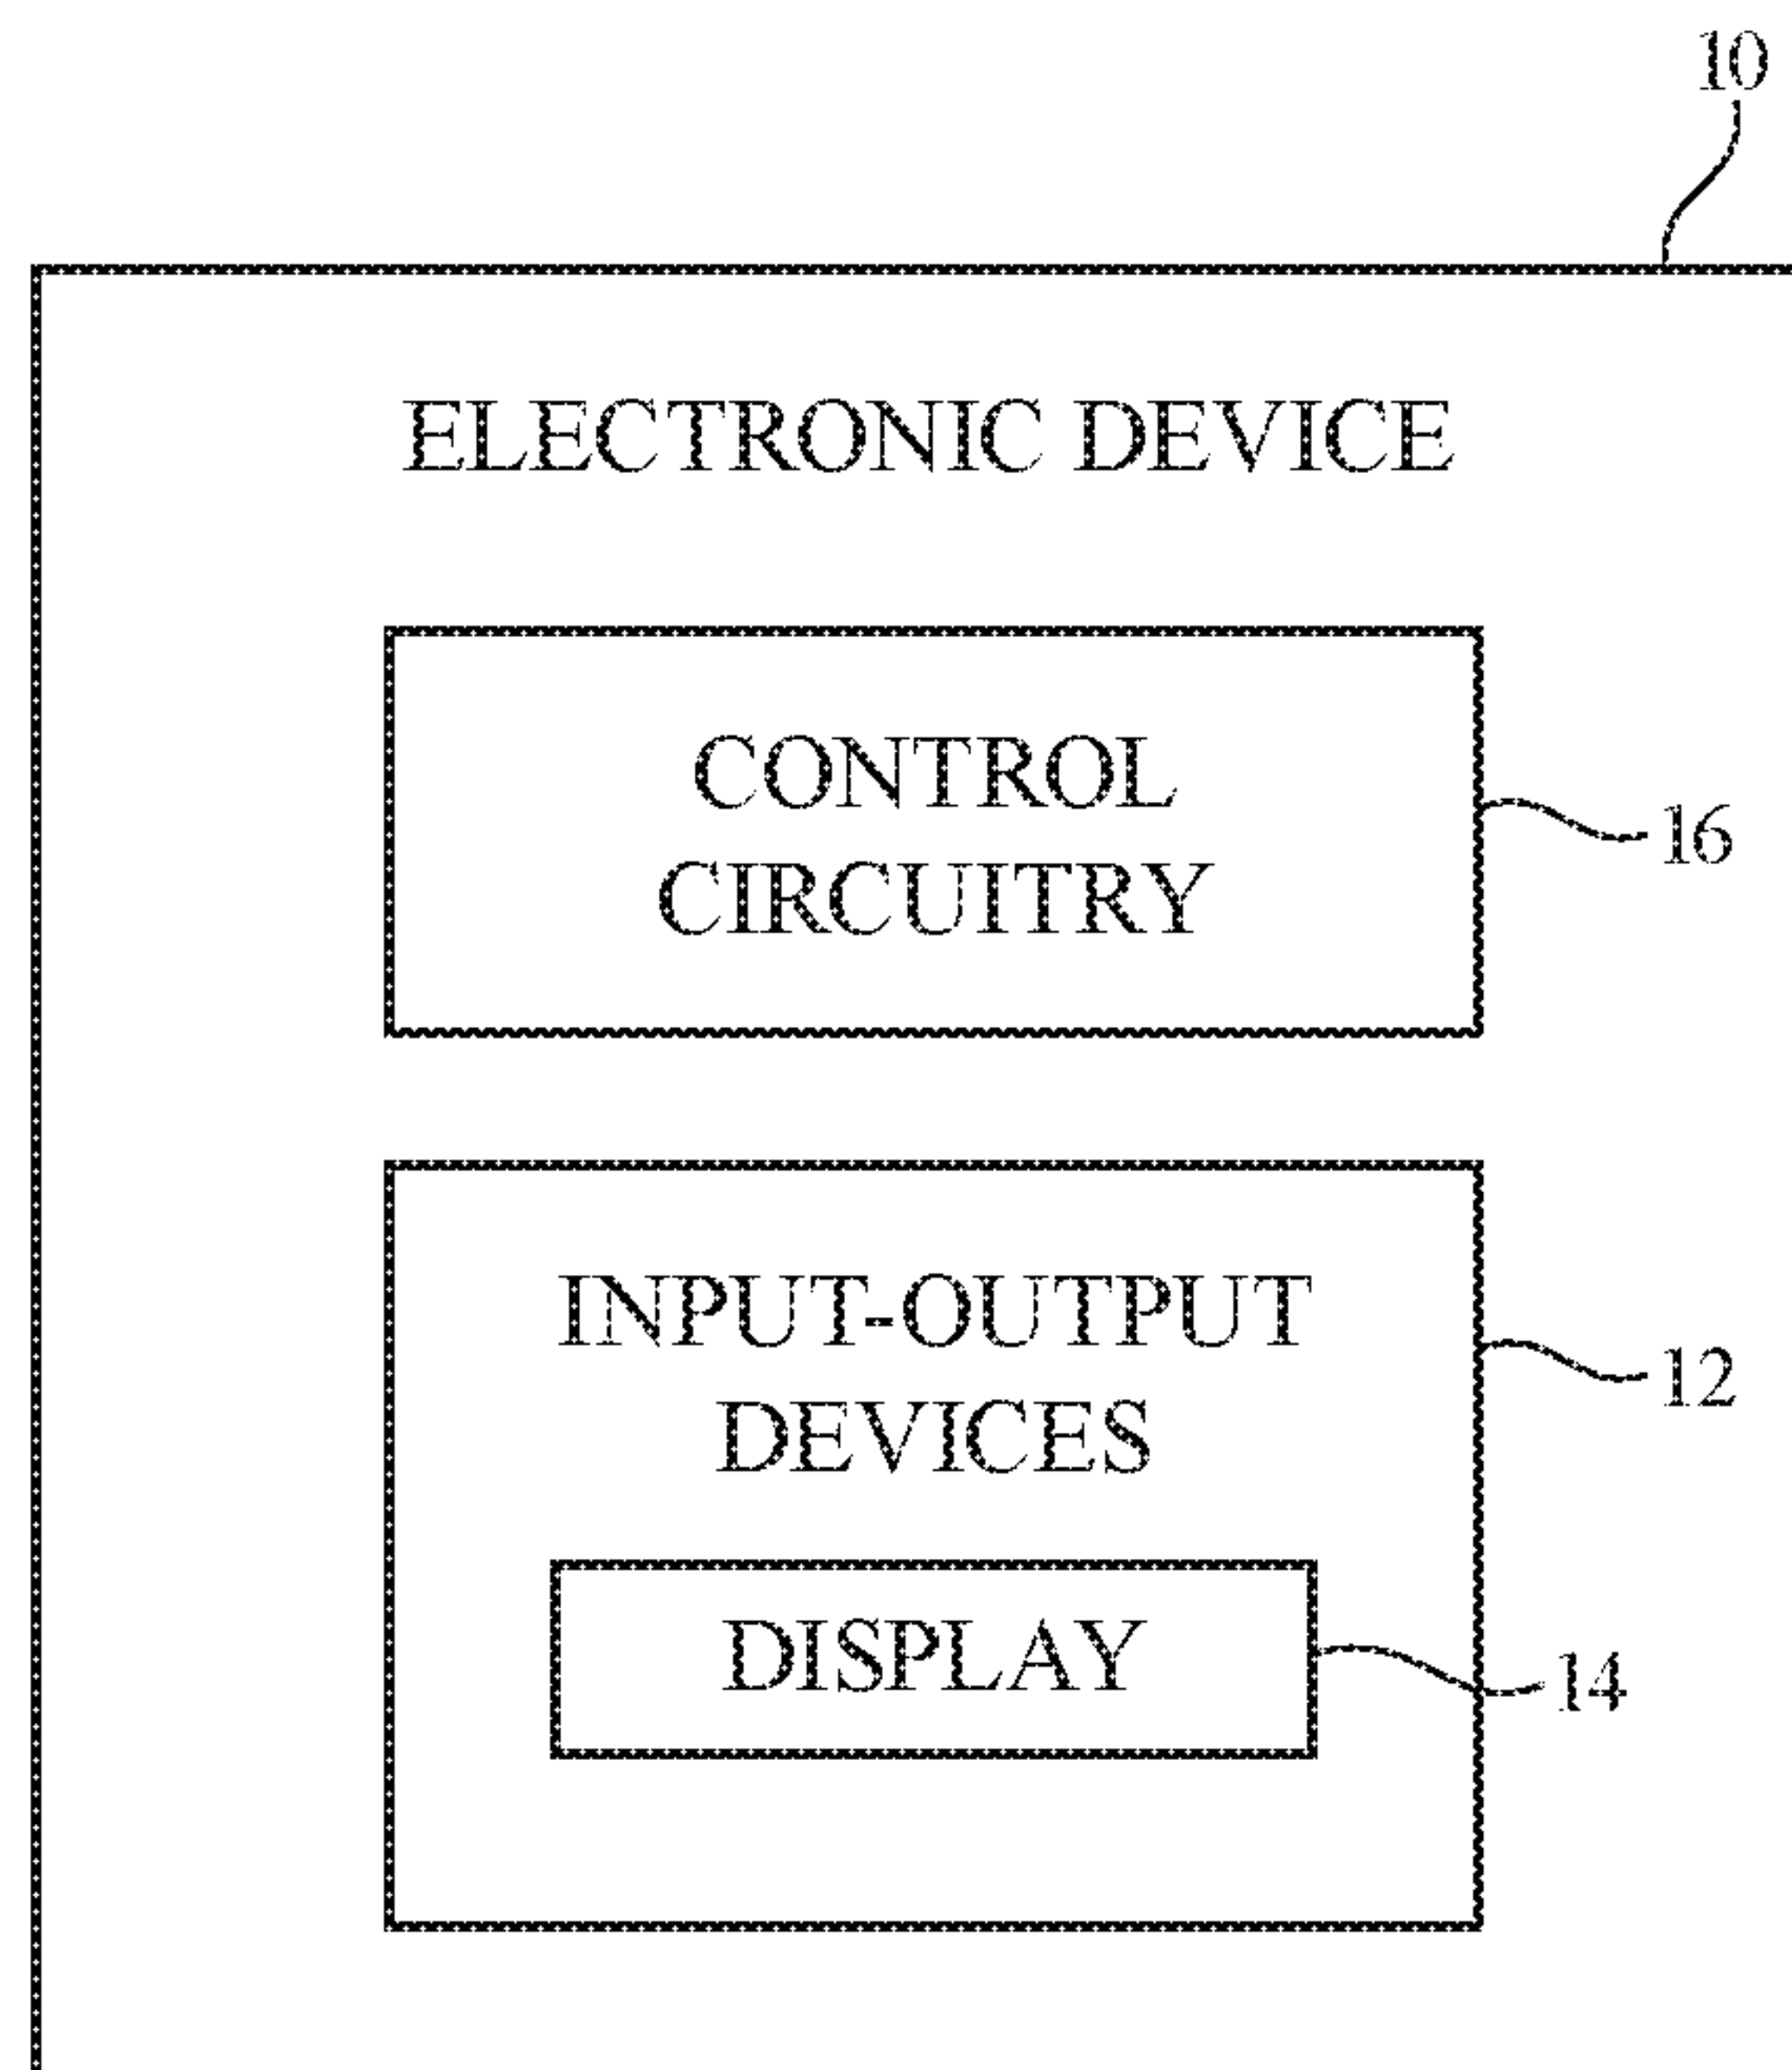 10
ELECTRONIC DEVICE
CONTROL
CIRCUITRY
16
INPUT-OUTPUT
DEVICES
12
DISPLAY
14